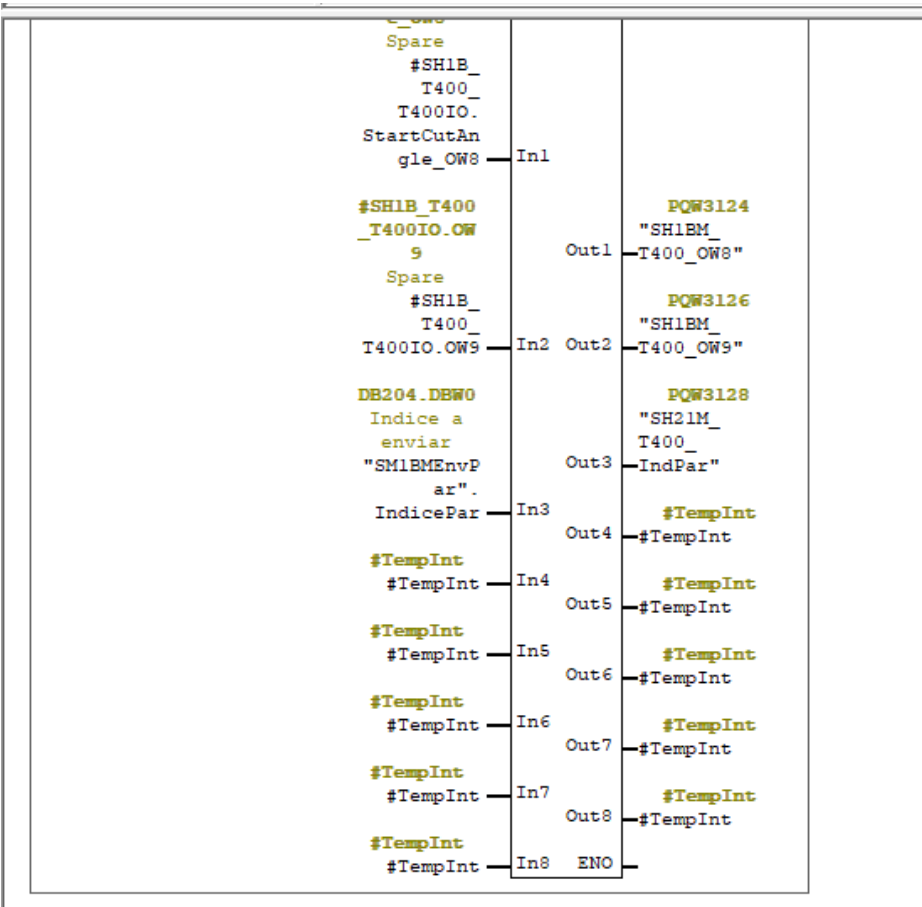 Spare
#SH1B_
T400_
T400IO.
StartCutAn
gle_OW8
In1
#SH1B_T400
_T400IO.OW
9
Spare
#SH1B_
T400_
T400IO.OW9
In2
DB204.DBW0
Indice a
enviar
"SM1BMEnvP
ar".
IndicePar
In3
#TempInt
#TempInt
In4
#TempInt
#TempInt
In5
#TempInt
#TempInt
In6
#TempInt
#TempInt
In7
#TempInt
#TempInt
In8
PQW3124
"SH1BM_
T400_OW8"
Out1
PQW3126
"SH1BM_
T400_OW9"
Out2
PQW3128
"SH21M_
T400_
IndPar"
Out3
#TempInt
Out4
#TempInt
#TempInt
Out5
#TempInt
#TempInt
Out6
#TempInt
#TempInt
Out7
#TempInt
#TempInt
Out8
#TempInt
ENO